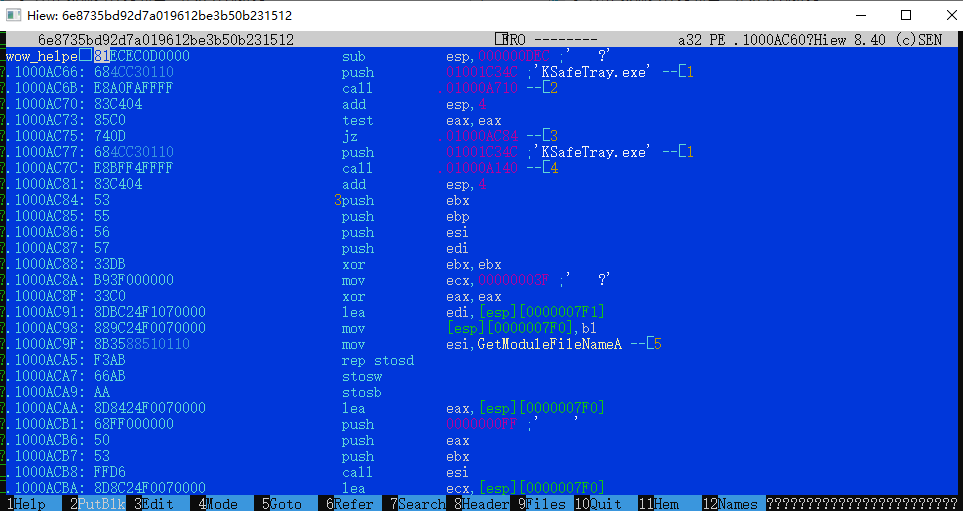 Hiew: 6e8735bd92d7a019612be3b50b231512
6e8735bd92d7a019612be3b50b231512 FRO -------- a32 PE .1000AC60?Hiew 8.40 (c)SEN
wow_helpe 81ECEC0D0000 sub esp,00000DEC ;' ?'
?.1000AC66: 684CC30110 push 01001C34C ;'KSafeTray.exe' --[1
?.1000AC6B: E8A0FAFFFF call .01000A710 --[2
?.1000AC70: 83C404 add esp,4
?.1000AC73: 85C0 test eax,eax
?.1000AC75: 740D jz .01000AC84 --[3
?.1000AC77: 684CC30110 push 01001C34C ;'KSafeTray.exe' --[1
?.1000AC7C: E8BFF4FFFF call .01000A140 --[4
?.1000AC81: 83C404 add esp,4
?.1000AC84: 53 3push ebx
?.1000AC85: 55 push ebp
?.1000AC86: 56 push esi
?.1000AC87: 57 push edi
?.1000AC88: 33DB xor ebx,ebx
?.1000AC8A: B93F000000 mov ecx,00000003F ;' ?'
?.1000AC8F: 33C0 xor eax,eax
?.1000AC91: 8DBC24F1070000 lea edi,[esp][0000007F1]
?.1000AC98: 889C24F0070000 mov [esp][0000007F0],bl
?.1000AC9F: 8B3588510110 mov esi,GetModuleFileNameA --[5
?.1000ACA5: F3AB rep stosd
?.1000ACA7: 66AB stosw
?.1000ACA9: AA stosb
?.1000ACAA: 8D8424F0070000 lea eax,[esp][0000007F0]
?.1000ACB1: 68FF000000 push 0000000FF ;' '
?.1000ACB6: 50 push eax
?.1000ACB7: 53 push ebx
?.1000ACB8: FFD6 call esi
?.1000ACBA: 8D8C24F0070000 lea ecx,[esp][0000007F0]
1Help 2PutBlk 3Edit 4Mode 5Goto 6Refer 7Search 8Header 9Files 10Quit 11Hem 12Names ????????????????????????